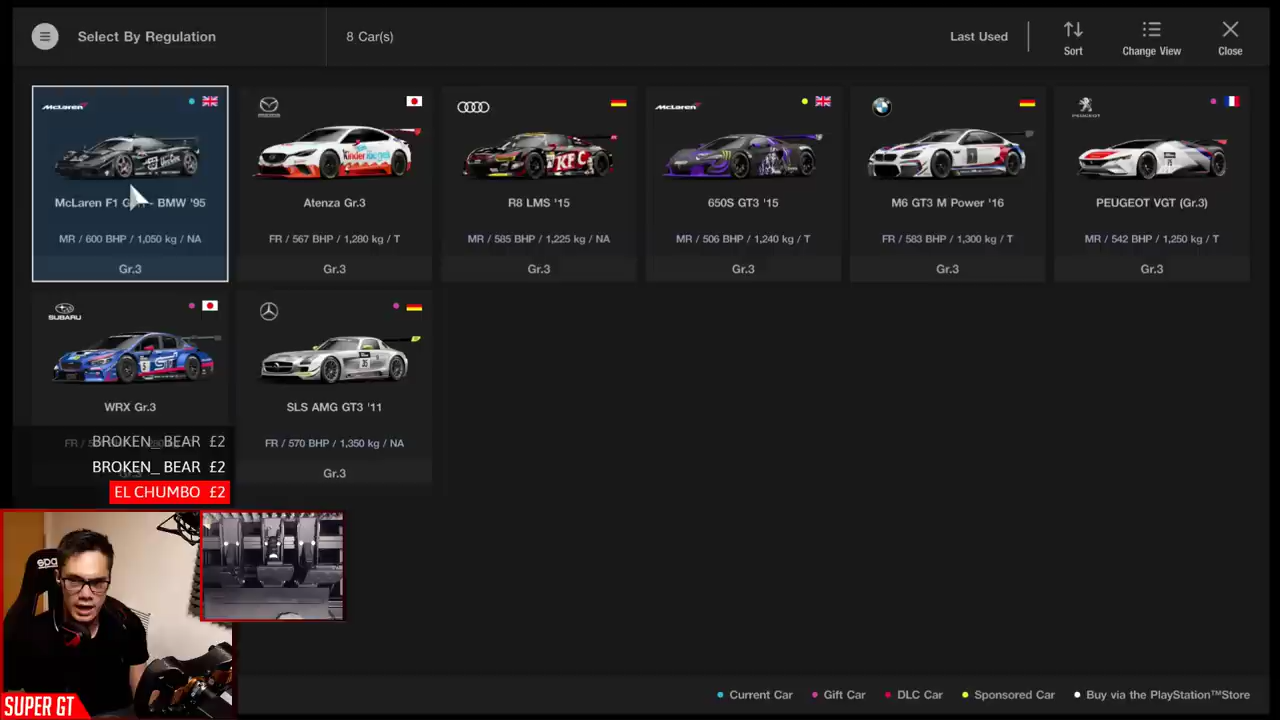 Select By Regulation
8 Car(s)
Last Used
Sort
Change View
Close
McLaren
McLaren F1 G - BMW '95
MR / 600 BHP / 1,050 kg / NA
Gr.3
Atenza Gr.3
FR / 567 BHP / 1,280 kg / T
Gr.3
KFC
R8 LMS '15
MR / 585 BHP / 1,225 kg / NA
Gr.3
McLaren
650S GT3 '15
MR / 506 BHP / 1,240 kg / T
Gr.3
M6 GT3 M Power '16
FR / 583 BHP / 1,300 kg / T
Gr.3
PEUGEOT
PEUGEOT VGT (Gr.3)
MR / 542 BHP / 1,250 kg / T
Gr.3
SUBARU
WRX Gr.3
SLS AMG GT3 '11
FR / 570 BHP / 1,350 kg / NA
Gr.3
BROKEN_ BEAR £2
BROKEN_ BEAR £2
EL CHUMBO £2
SUPER GT
Current Car
Gift Car
DLC Car
Sponsored Car
Buy via the PlayStation™Store